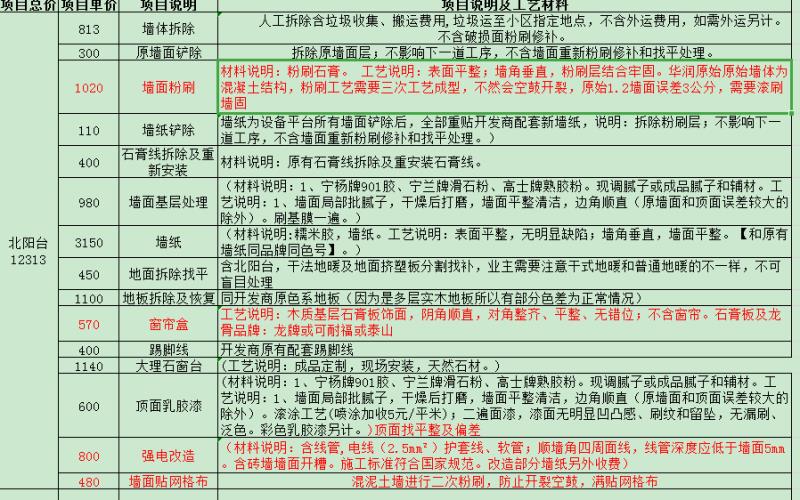 项目总价 项目单价 项目说明 项目说明及工艺材料
813 墙体拆除 人工拆除含垃圾收集、搬运费用,垃圾运至小区指定地点，不含外运费用，如需外运另计。
不含破损面粉刷修补。
300 原墙面铲除 拆除原墙面层；不影响下一道工序，不含墙面重新粉刷修补和找平处理。
1020 墙面粉刷 材料说明：粉刷石膏。 工艺说明：表面平整；墙角垂直，粉刷层结合牢固。华润原始原始墙体为
混凝土结构，粉刷工艺需要三次工艺成型，不然会空鼓开裂，原始1.2墙面误差3公分，需要滚刷
墙固
110 墙纸铲除 墙纸为设备平台所有墙面铲除后，全部重贴开发商配套新墙纸，说明：拆除粉刷层；不影响下一
道工序，不含墙面重新粉刷修补和找平处理。）
400 石膏线拆除及重
新安装 材料说明：原有石膏线拆除及重安装石膏线。
980 墙面基层处理 （材料说明：1、宁杨牌901胶、宁兰牌滑石粉、高士牌熟胶粉。现调腻子或成品腻子和辅材。工
艺说明：1、墙面局部批腻子，干燥后打磨，墙面平整清洁，边角顺直（原墙面和顶面误差较大的
除外）。刷基膜一遍。）
北阳台
12313
3150 墙纸 （材料说明:糯米胶，墙纸。工艺说明：表面平整，无明显缺陷；墙角垂直，墙面平整。【和原有
墙纸同品牌同色号】。）
450 地面拆除找平 含北阳台，干法地暖及地面挤塑板分割找补，业主需要注意干式地暖和普通地暖的不一样，不可
盲目处理
1100 地板拆除及恢复 同开发商原色系地板（因为是多层实木地板所以有部分色差为正常情况）
570 窗帘盒 工艺说明：木质基层石膏板饰面，阴角顺直，对角整齐、平整、无错位；不含窗帘。石膏板及龙
骨品牌：龙牌或可耐福或泰山
400 踢脚线 开发商原有配套踢脚线
1140 大理石窗台 （工艺说明：成品定制，现场安装，天然石材。）
600 顶面乳胶漆 （材料说明：1、宁杨牌901胶、宁兰牌滑石粉、高士牌熟胶粉。现调腻子或成品腻子和辅材。工
艺说明：1、墙面局部批腻子，干燥后打磨，墙面平整清洁，边角顺直（原墙面和顶面误差较大的
除外）。滚涂工艺(喷涂加收5元/平米)；二遍面漆，漆面无明显凹凸感、刷纹和留坠，无漏刷、
泛色。彩色乳胶漆另计。）顶面找平整及偏差
800 强电改造 （材料说明：含线管,电线（2.5mm²）护套线、软管；顺墙角四周面线，线管深度应低于墙面5mm
。含砖墙墙面开槽。施工标准符合国家规范。改造部分墙纸另外收费）
480 墙面贴网格布 混泥土墙进行二次粉刷，防止开裂空鼓，满贴网格布